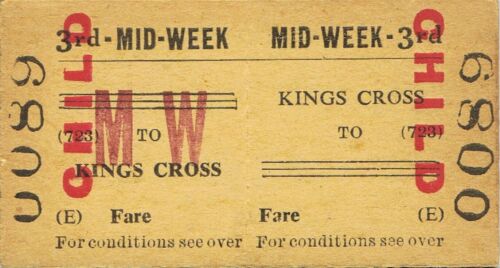 3rd-MID-WEEK MID-WEEK-3rd
0089
CHILD
M W
(723) TO
KINGS CROSS
(E) Fare
For conditions see over
KINGS CROSS
TO (723)
Fare (E)
For conditions see over
CHILD
0089